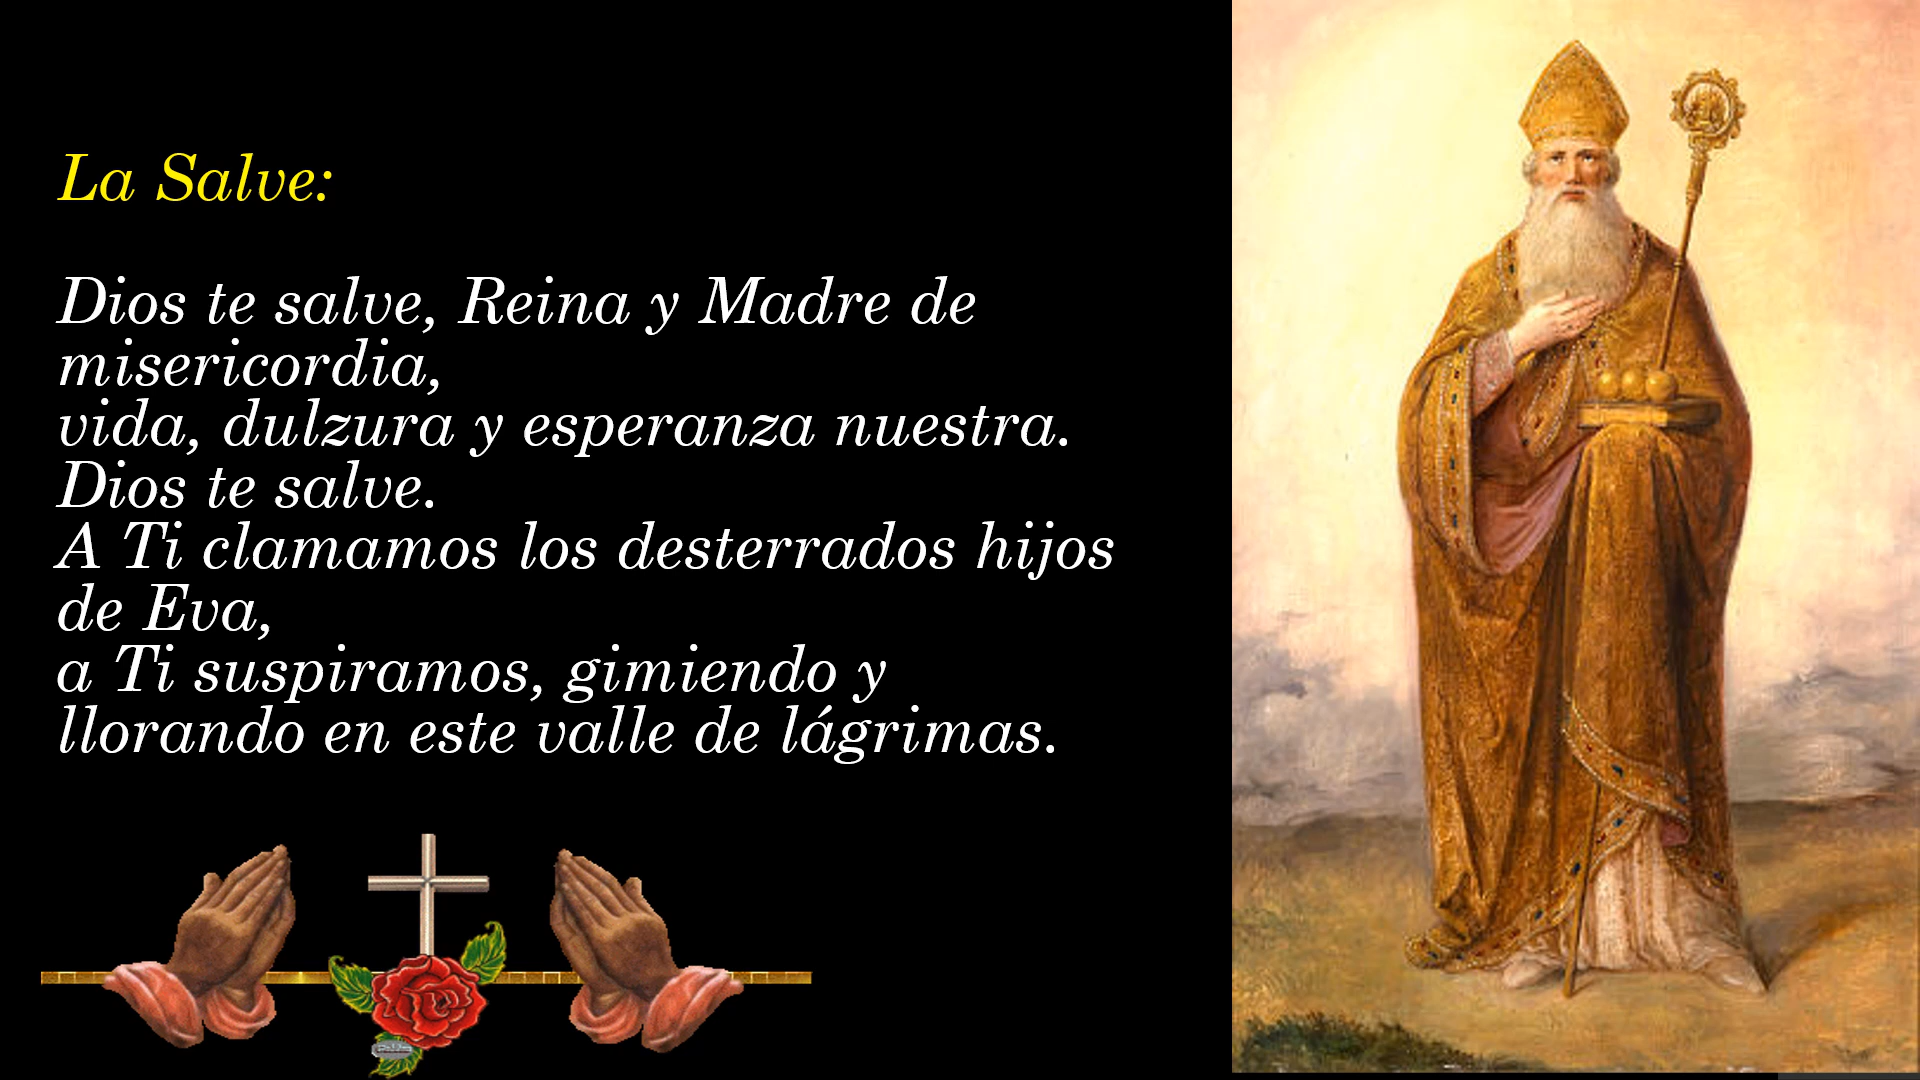 La Salve:
Dios te salve, Reina y Madre de
misericordia,
vida, dulzura y esperanza nuestra.
Dios te salve.
A Ti clamamos los desterrados hijos
de Eva,
a Ti suspiramos, gimiendo y
llorando en este valle de lágrimas.